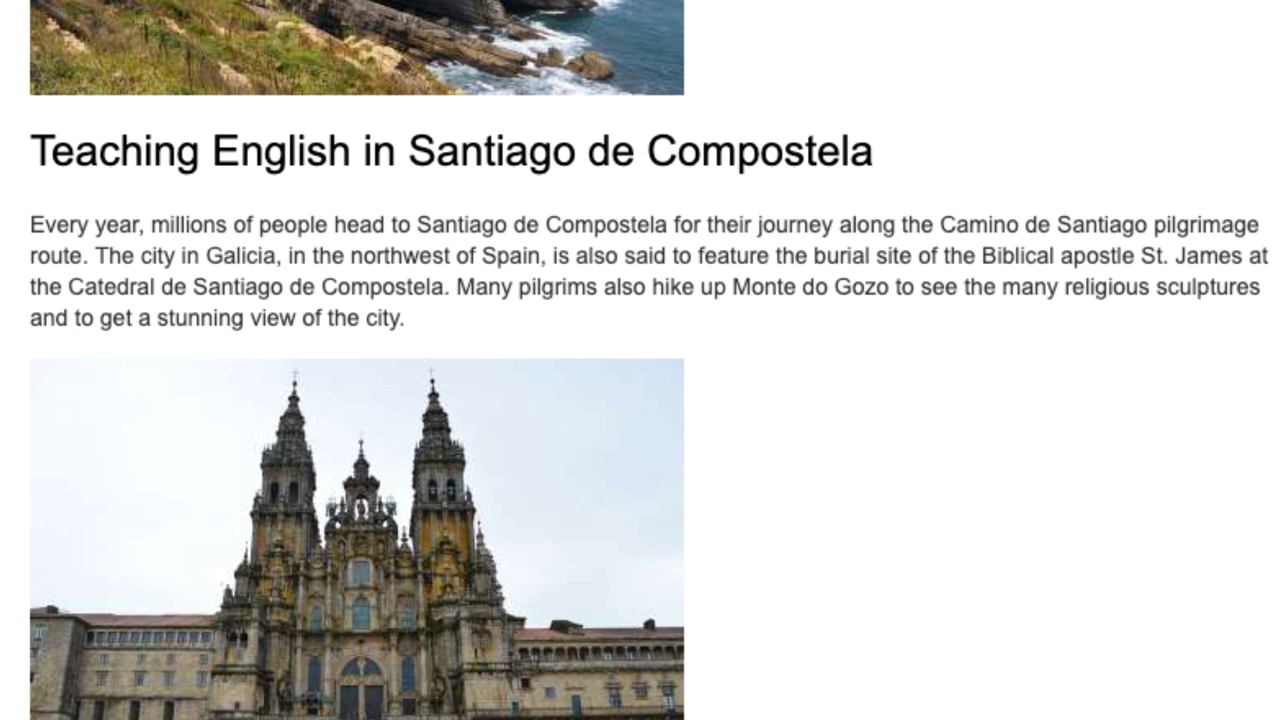 Teaching English in Santiago de Compostela
Every year, millions of people head to Santiago de Compostela for their journey along the Camino de Santiago pilgrimage
route. The city in Galicia, in the northwest of Spain, is also said to feature the burial site of the Biblical apostle St. James at
the Catedral de Santiago de Compostela. Many pilgrims also hike up Monte do Gozo to see the many religious sculptures
and to get a stunning view of the city.